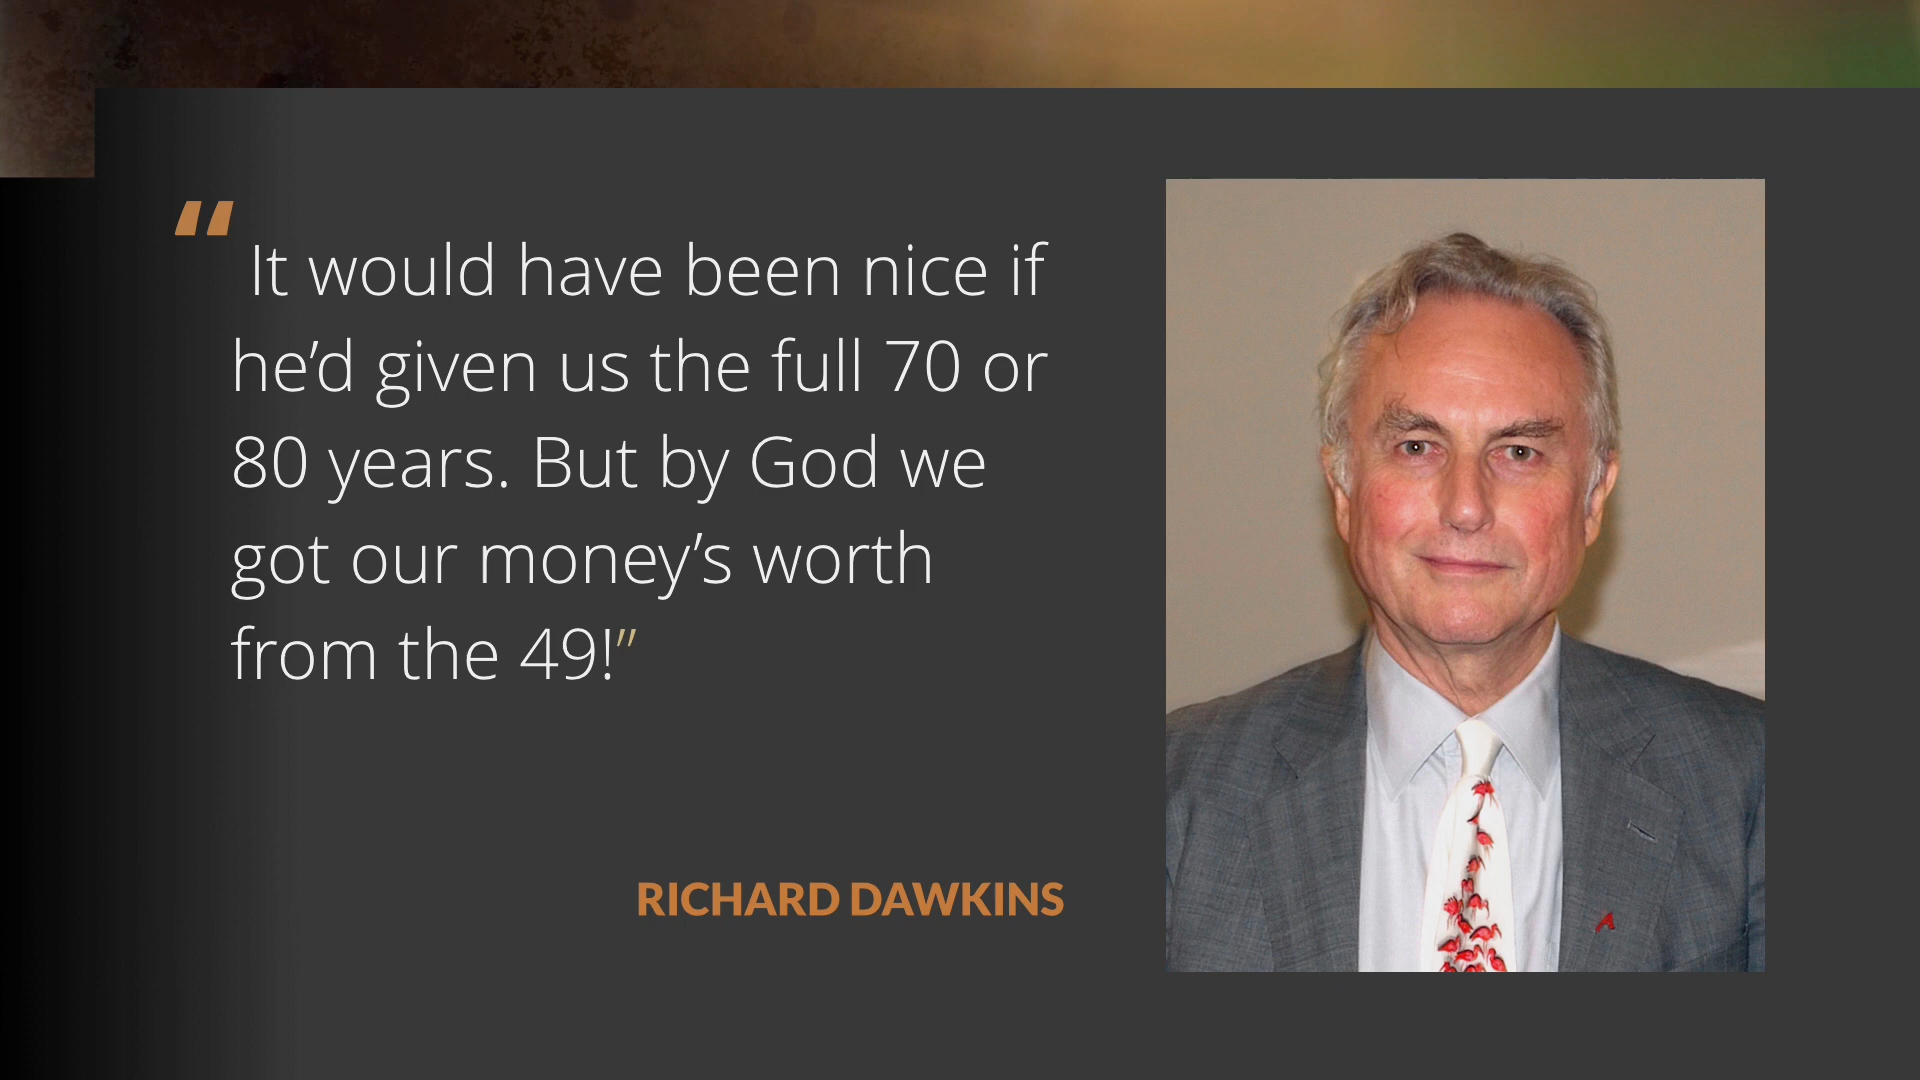 “ It would have been nice if
he’d given us the full 70 or
80 years. But by God we
got our money’s worth
from the 49!”
RICHARD DAWKINS